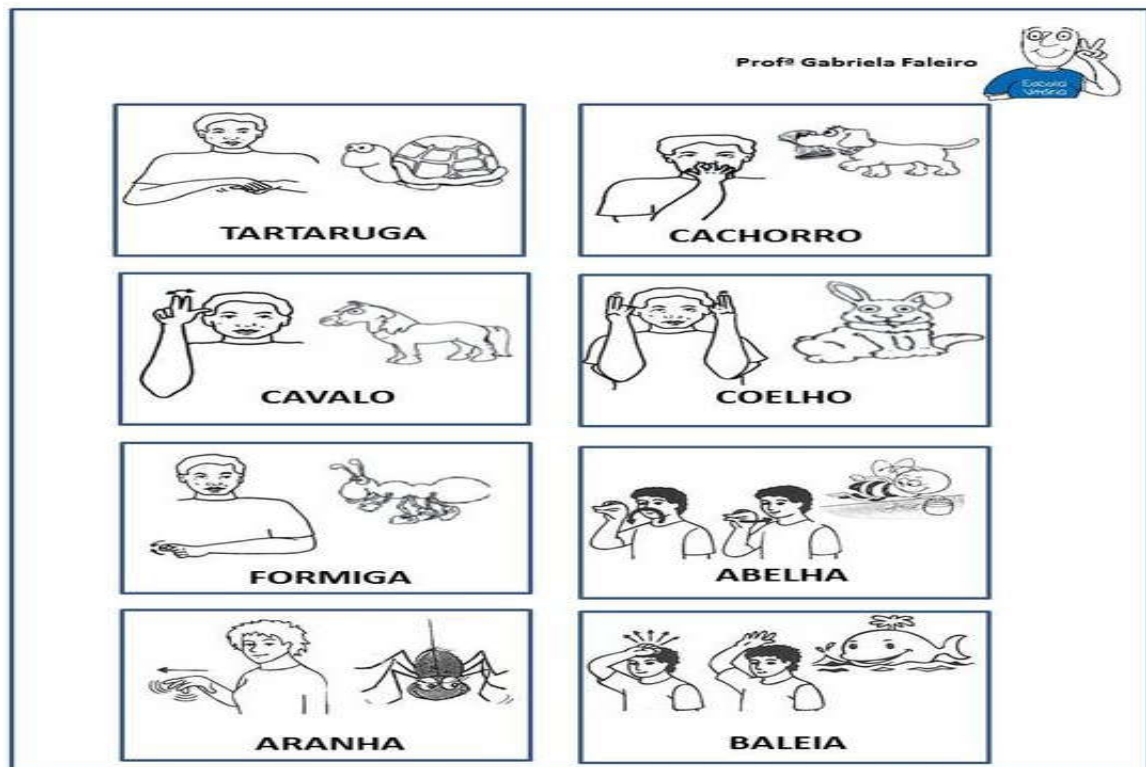 Profª Gabriela Faleiro
TARTARUGA
CACHORRO
CAVALO
COELHO
FORMIGA
ABELHA
ARANHA
BALEIA